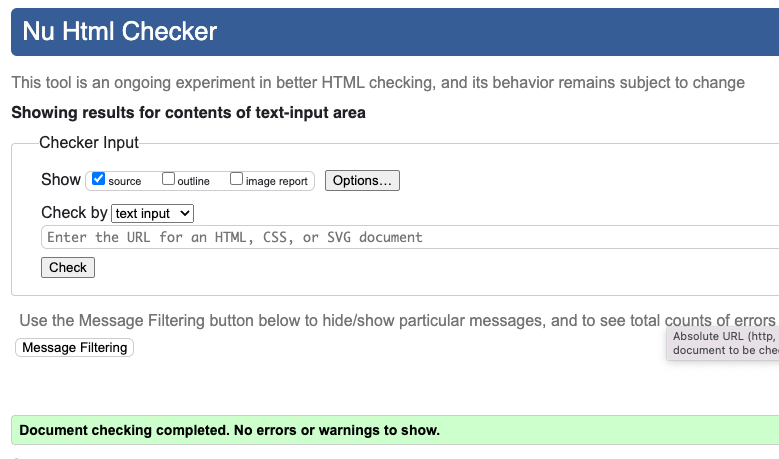 Nu Html Checker
This tool is an ongoing experiment in better HTML checking, and its behavior remains subject to change
Showing results for contents of text-input area
Checker Input
Show source outline image report Options...
Check by text input
Enter the URL for an HTML, CSS, or SVG document
Check
Use the Message Filtering button below to hide/show particular messages, and to see total counts of errors
Message Filtering
Absolute URL (http,
document to be che
Document checking completed. No errors or warnings to show.